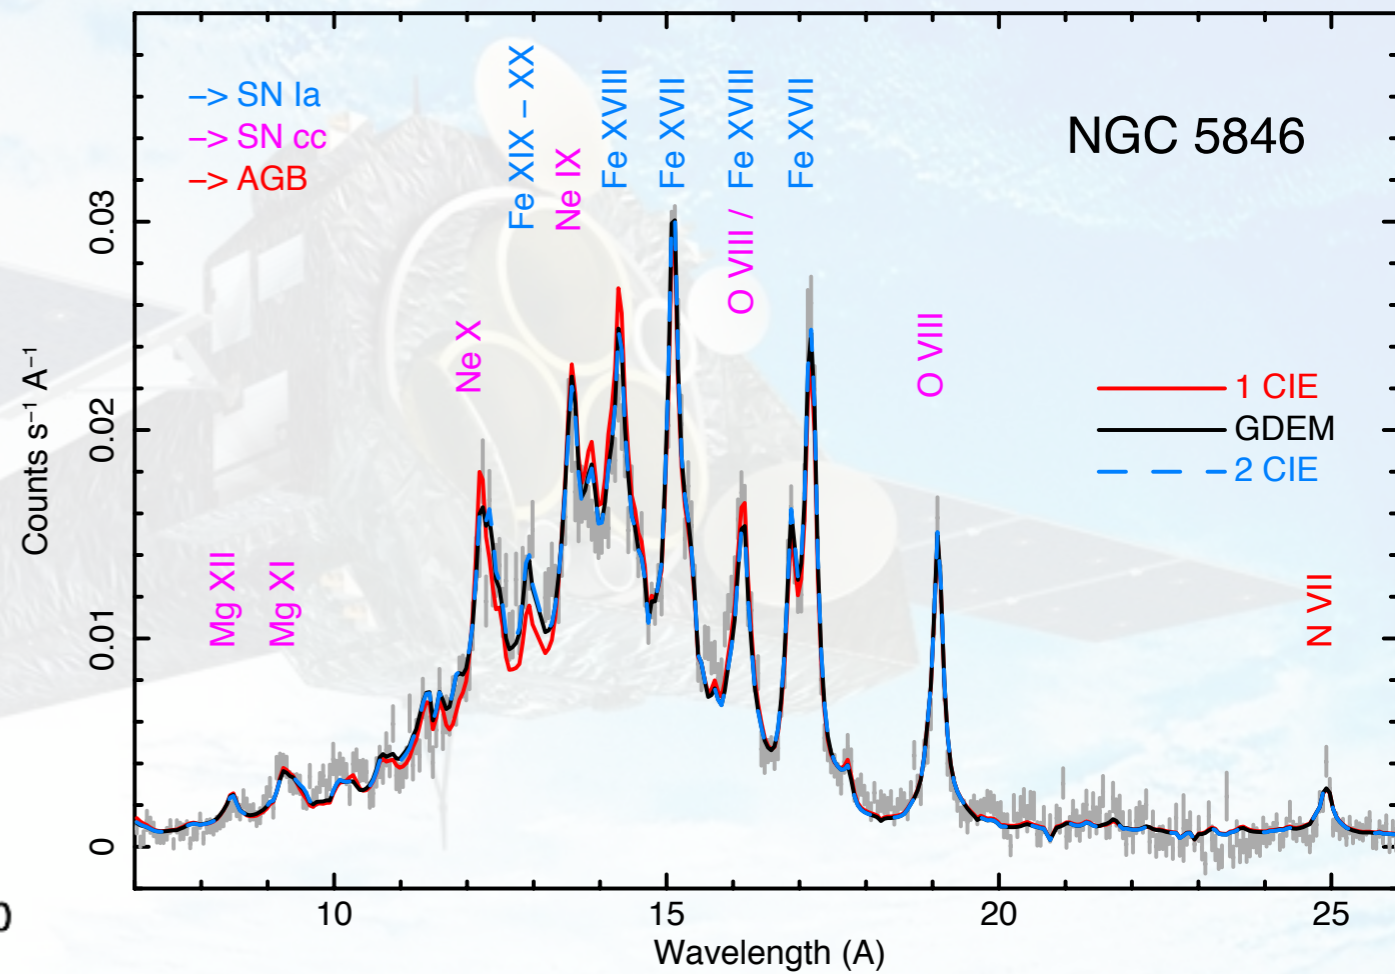 –> SN Ia
–> SN cc
–> AGB
NGC 5846
Fe XIX – XX
Ne IX
Fe XVIII
Fe XVII
O VIII / Fe XVIII
Fe XVII
Ne X
O VIII
Mg XII
Mg XI
N VII
1 CIE
GDEM
2 CIE
Counts s⁻¹ A⁻¹
0.03
0.02
0.01
0
0
10
15
20
25
Wavelength (A)